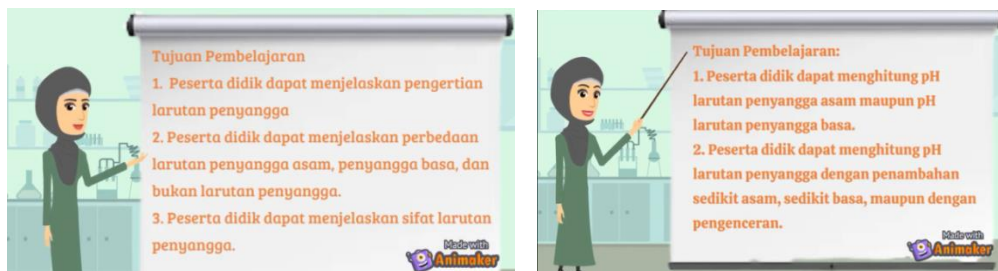 Tujuan Pembelajaran
1. Peserta didik dapat menjelaskan pengertian
larutan penyangga
2. Peserta didik dapat menjelaskan perbedaan
larutan penyangga asam, penyangga basa, dan
bukan larutan penyangga.
3. Peserta didik dapat menjelaskan sifat larutan
penyangga.
Made with
Animaker
Tujuan Pembelajaran:
1. Peserta didik dapat menghitung pH
larutan penyangga asam maupun pH
larutan penyangga basa.
2. Peserta didik dapat menghitung pH
larutan penyangga dengan penambahan
sedikit asam, sedikit basa, maupun dengan
pengenceran.
Made with
Animaker